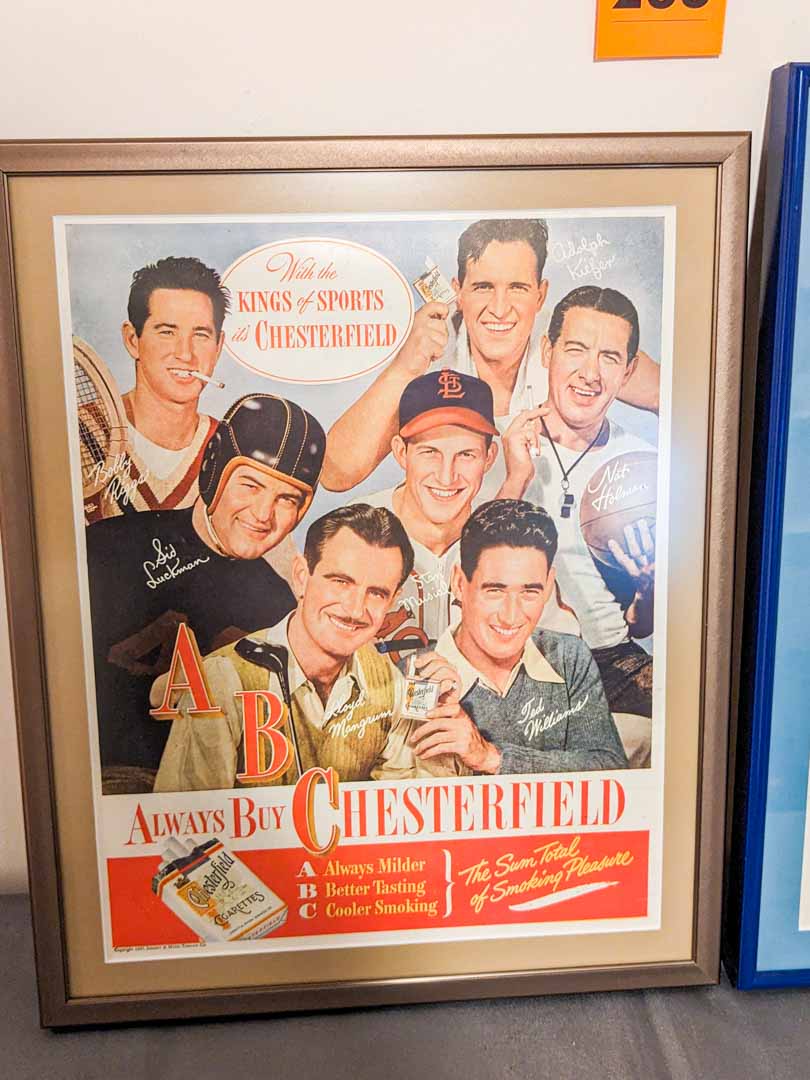 With the
KINGS of SPORTS
it's CHESTERFIELD
Adolph
Kiefer
Bobby
Riggs
Nat
Holman
Sid
Luckman
STL
Stan
Musial
Lloyd
Mangrum
Chesterfield
Ted
Williams
A
B
ALWAYS BUY CHESTERFIELD
Chesterfield
CIGARETTES
A Always Milder
B Better Tasting
C Cooler Smoking
The Sum Total
of Smoking Pleasure